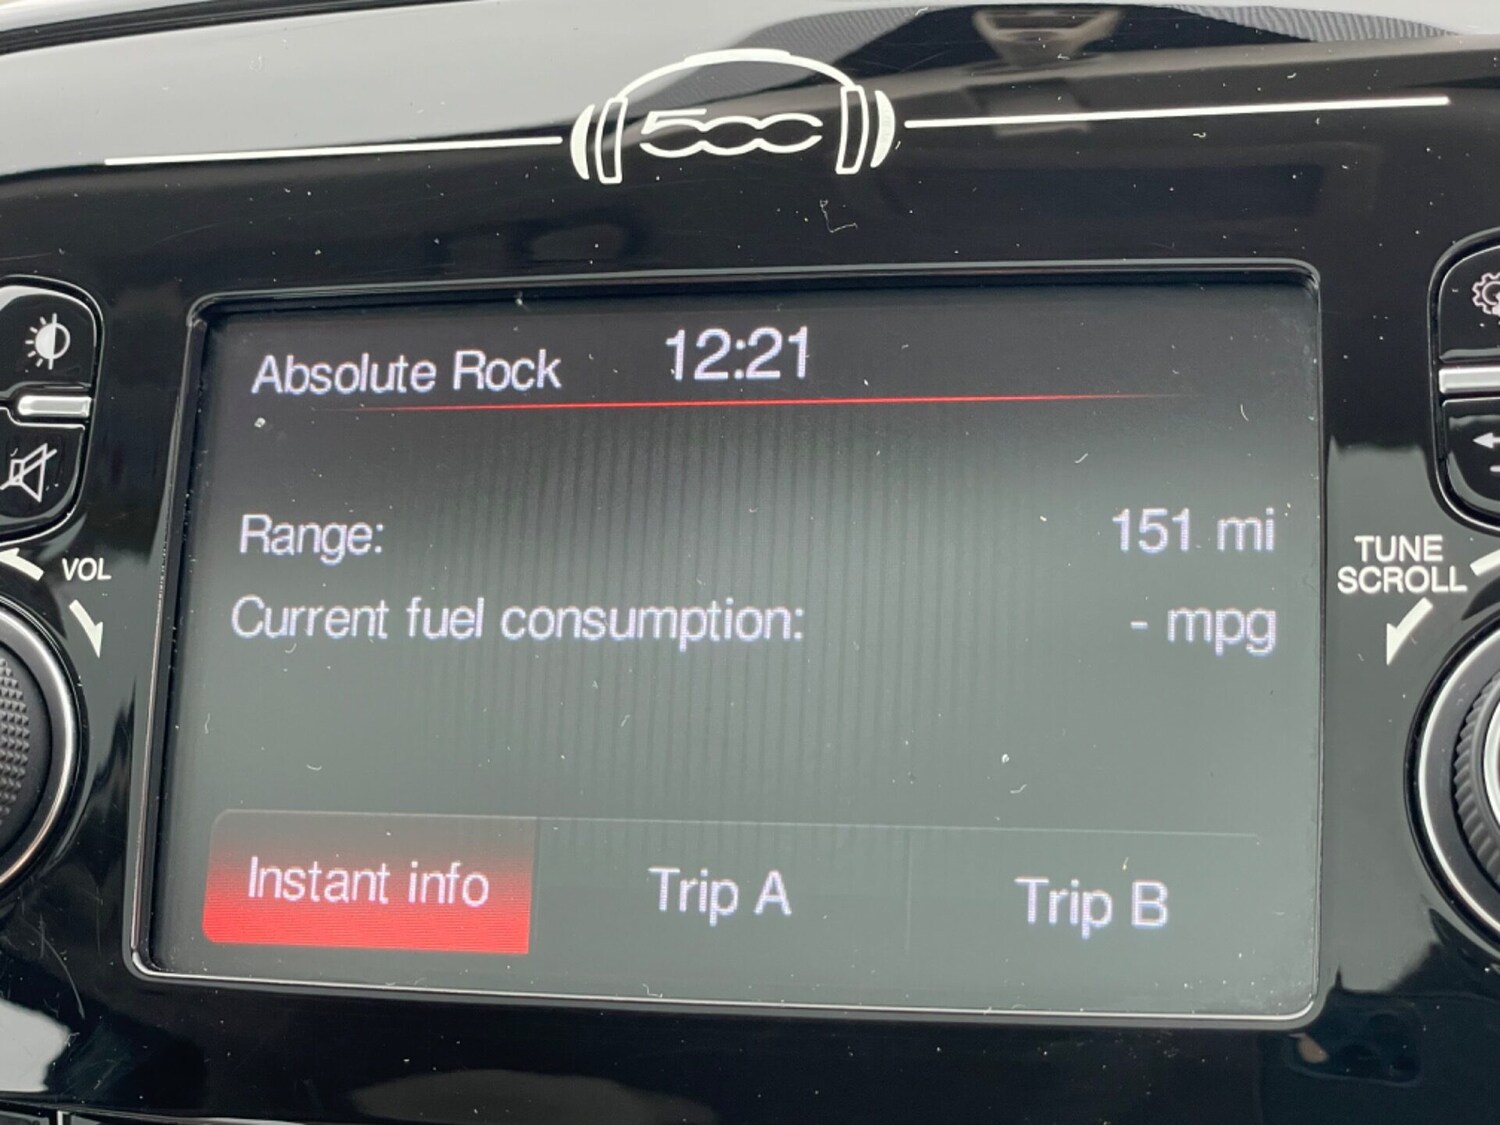 500
Absolute Rock 12:21
Range: 151 mi
Current fuel consumption: - mpg
Instant info Trip A Trip B
VOL
TUNE
SCROLL